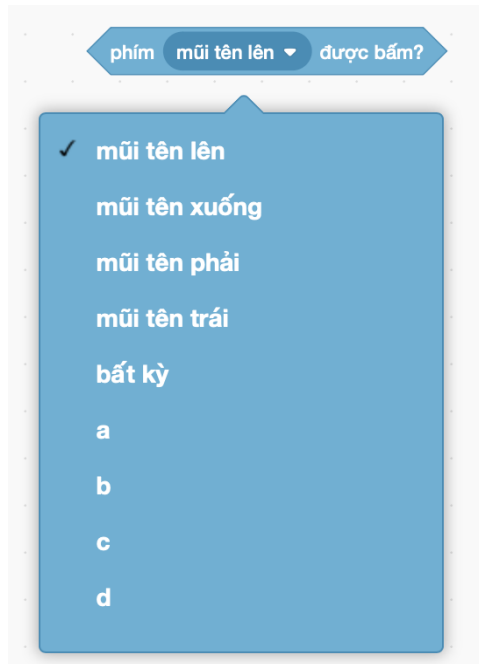 phím mũi tên lên được bấm?
mũi tên lên
mũi tên xuống
mũi tên phải
mũi tên trái
bất kỳ
a
b
c
d